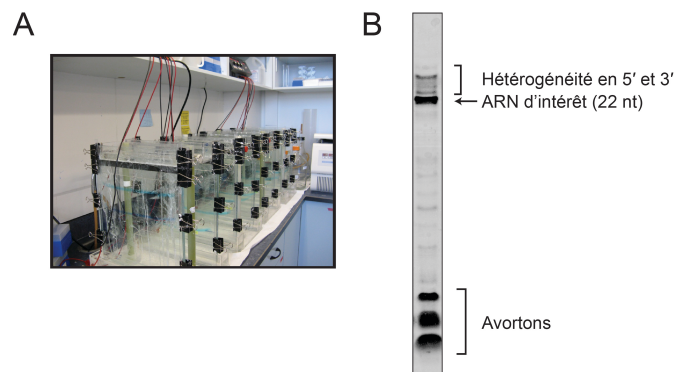 A
B
Hétérogénéité en 5′ et 3′
ARN d'intérêt (22 nt)
Avortons